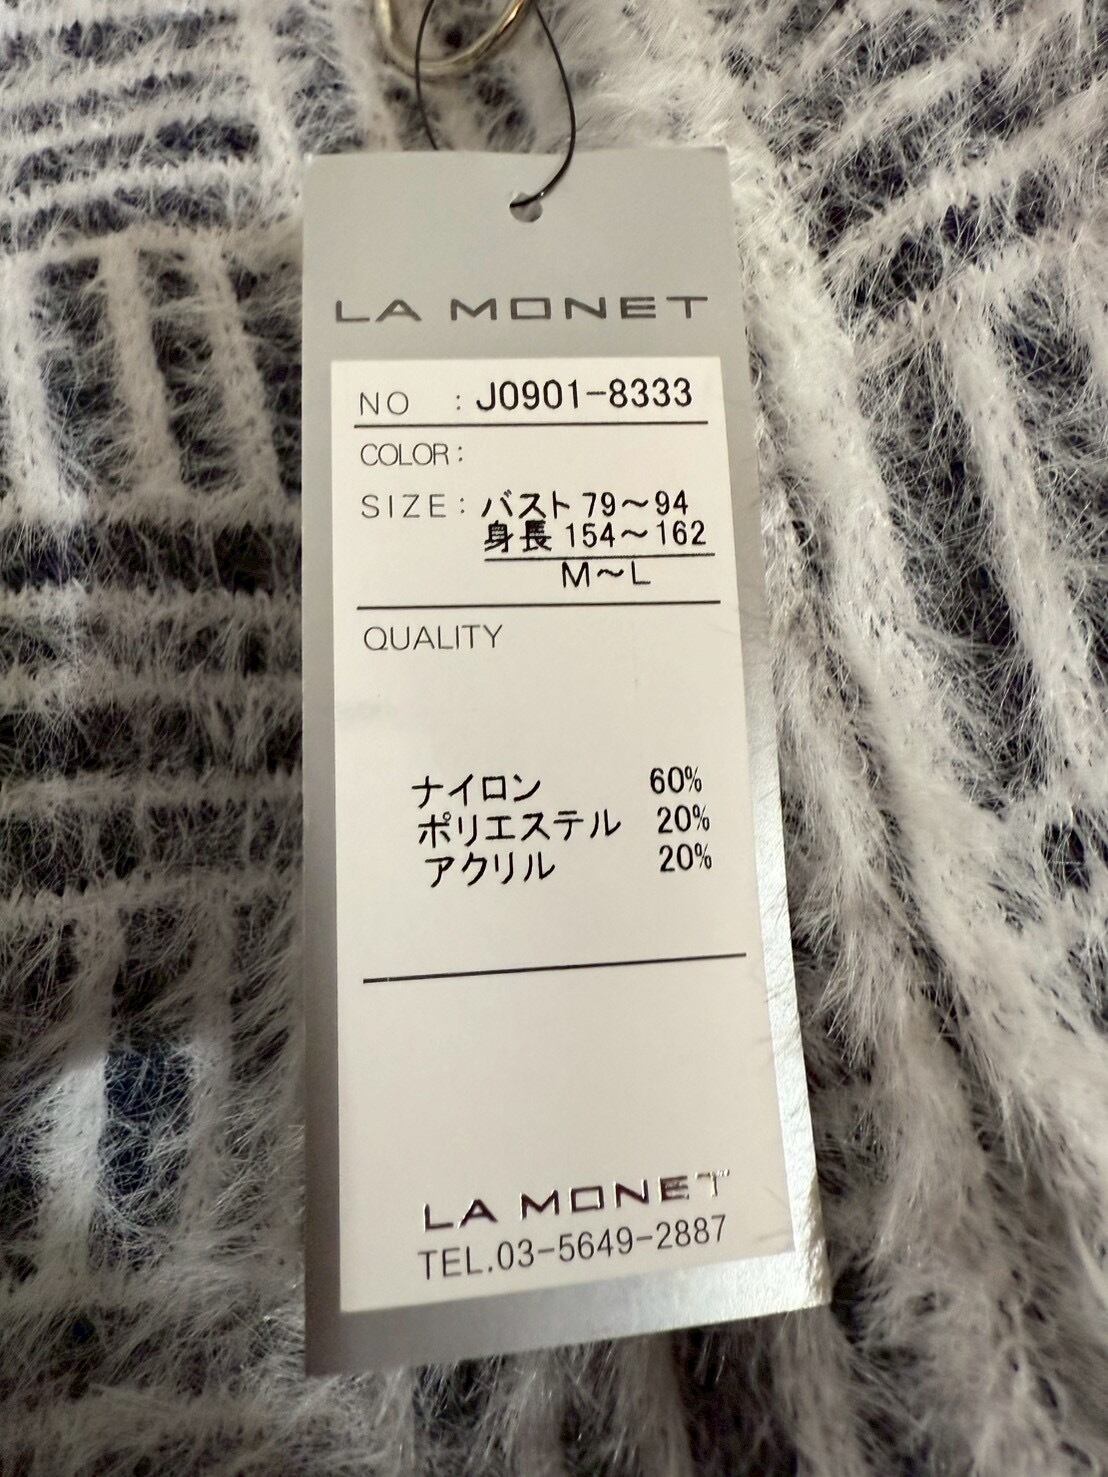 LA MONET
NO : J0901-8333
COLOR:
SIZE: バスト 79～94
身長 154～162
M～L
QUALITY
ナイロン 60%
ポリエステル 20%
アクリル 20%
LA MONET
TEL.03-5649-2887